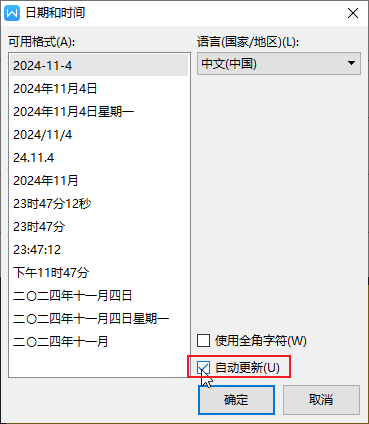 日期和时间
可用格式(A):
语言(国家/地区)(L):
2024-11-4
中文(中国)
2024年11月4日
2024年11月4日星期一
2024/11/4
24.11.4
2024年11月
23时47分12秒
23时47分
23:47:12
下午11时47分
二〇二四年十一月四日
二〇二四年十一月四日星期一
二〇二四年十一月
使用全角字符(W)
自动更新(U)
确定
取消